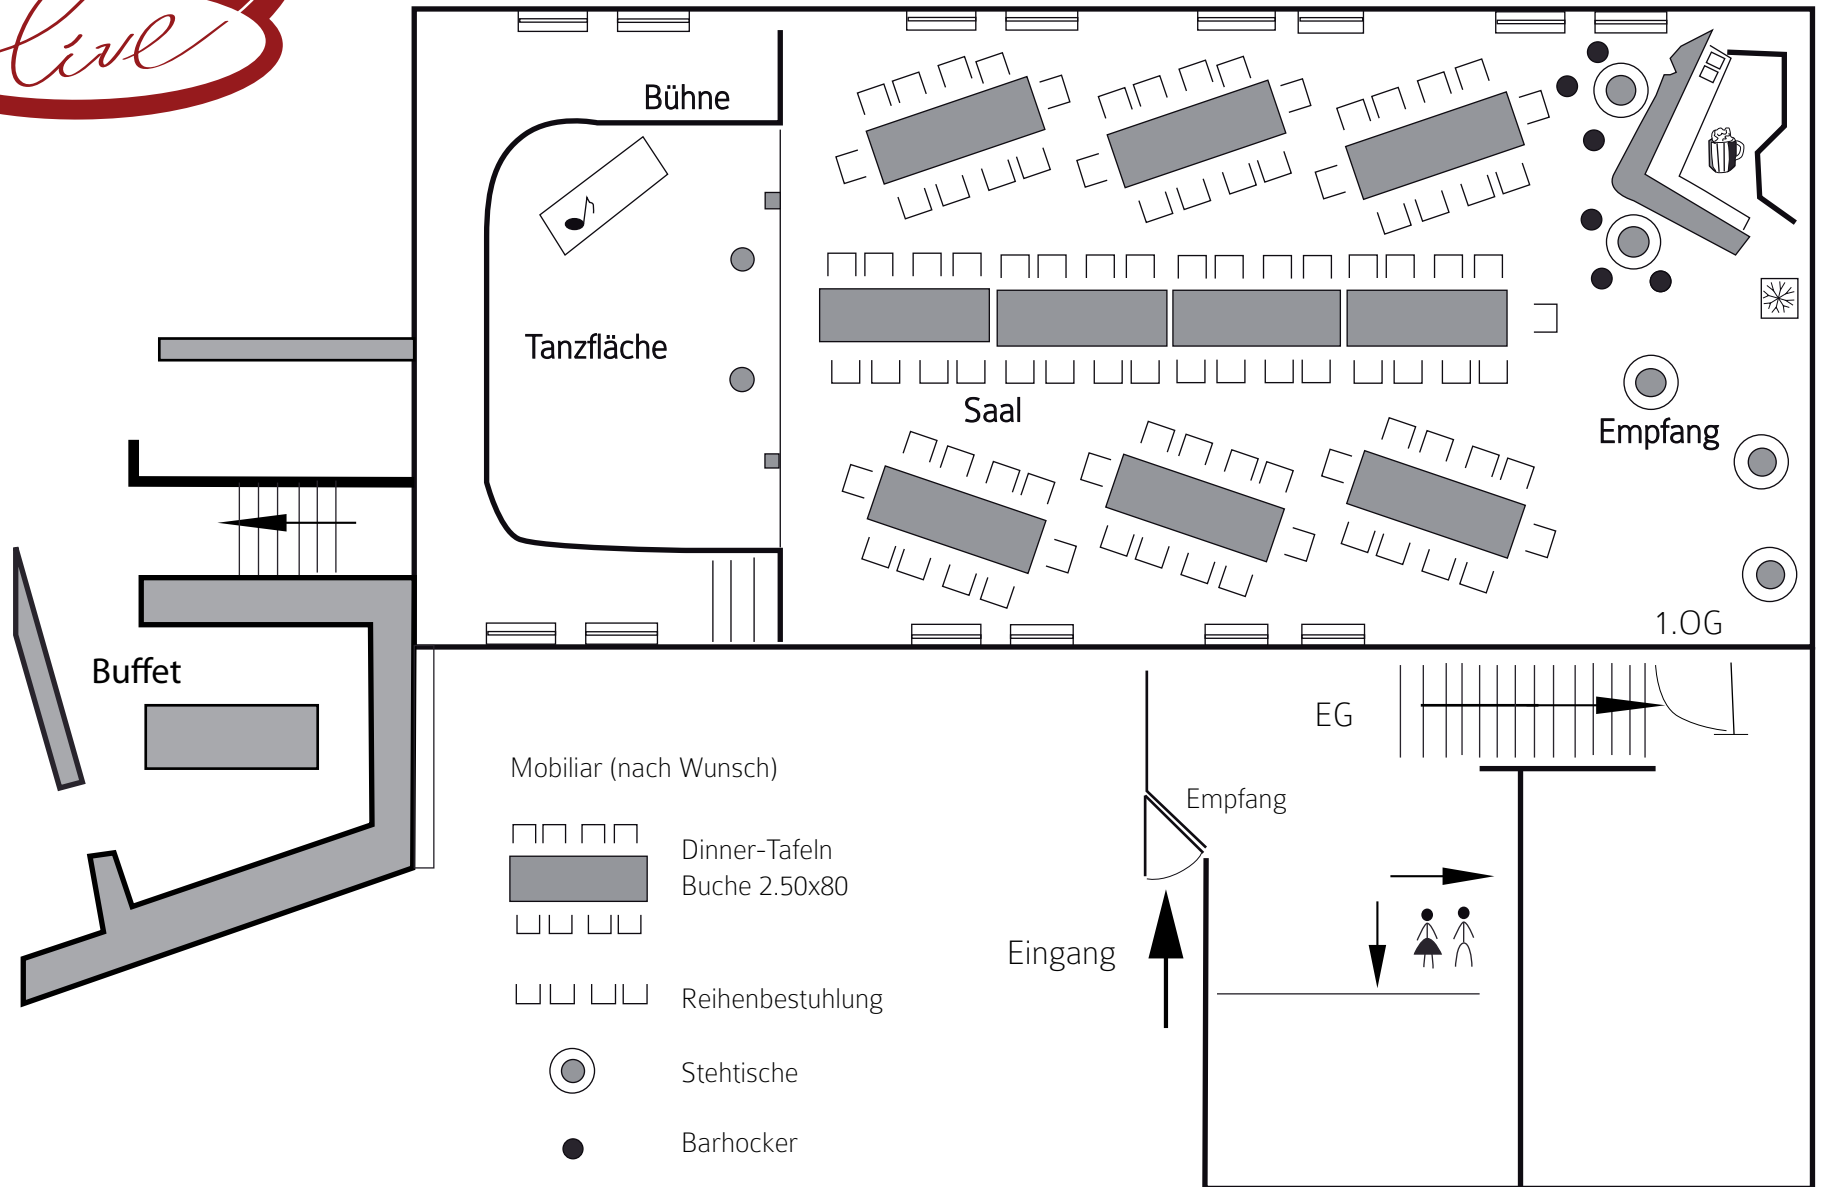 live
Bühne
Tanzfläche
Saal
Empfang
1.OG
Buffet
EG
Mobiliar (nach Wunsch)
Empfang
Dinner-Tafeln
Buche 2.50x80
Eingang
Reihenbestuhlung
Stehtische
Barhocker